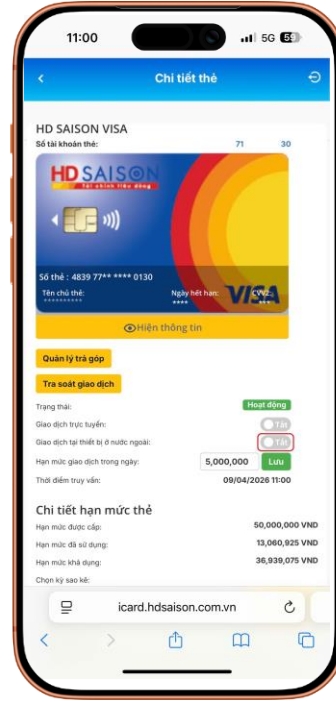 11:00 5G 59
Chi tiết thẻ
HD SAISON VISA
Số tài khoản thẻ: 71 30
HD SAISON
Tài chính tiêu dùng
Số thẻ : 4839 77** **** 0130
Tên chủ thẻ: Ngày hết hạn: CVV2:
********** **** ***
VISA
Hiện thông tin
Quản lý trả góp
Tra soát giao dịch
Trạng thái: Hoạt động
Giao dịch trực tuyến: Tắt
Giao dịch tại thiết bị ở nước ngoài: Tắt
Hạn mức giao dịch trong ngày: 5,000,000 Lưu
Thời điểm truy vấn: 09/04/2026 11:00
Chi tiết hạn mức thẻ
Hạn mức được cấp: 50,000,000 VND
Hạn mức đã sử dụng: 13,060,925 VND
Hạn mức khả dụng: 36,939,075 VND
Chọn kỳ sao kê:
icard.hdsaison.com.vn